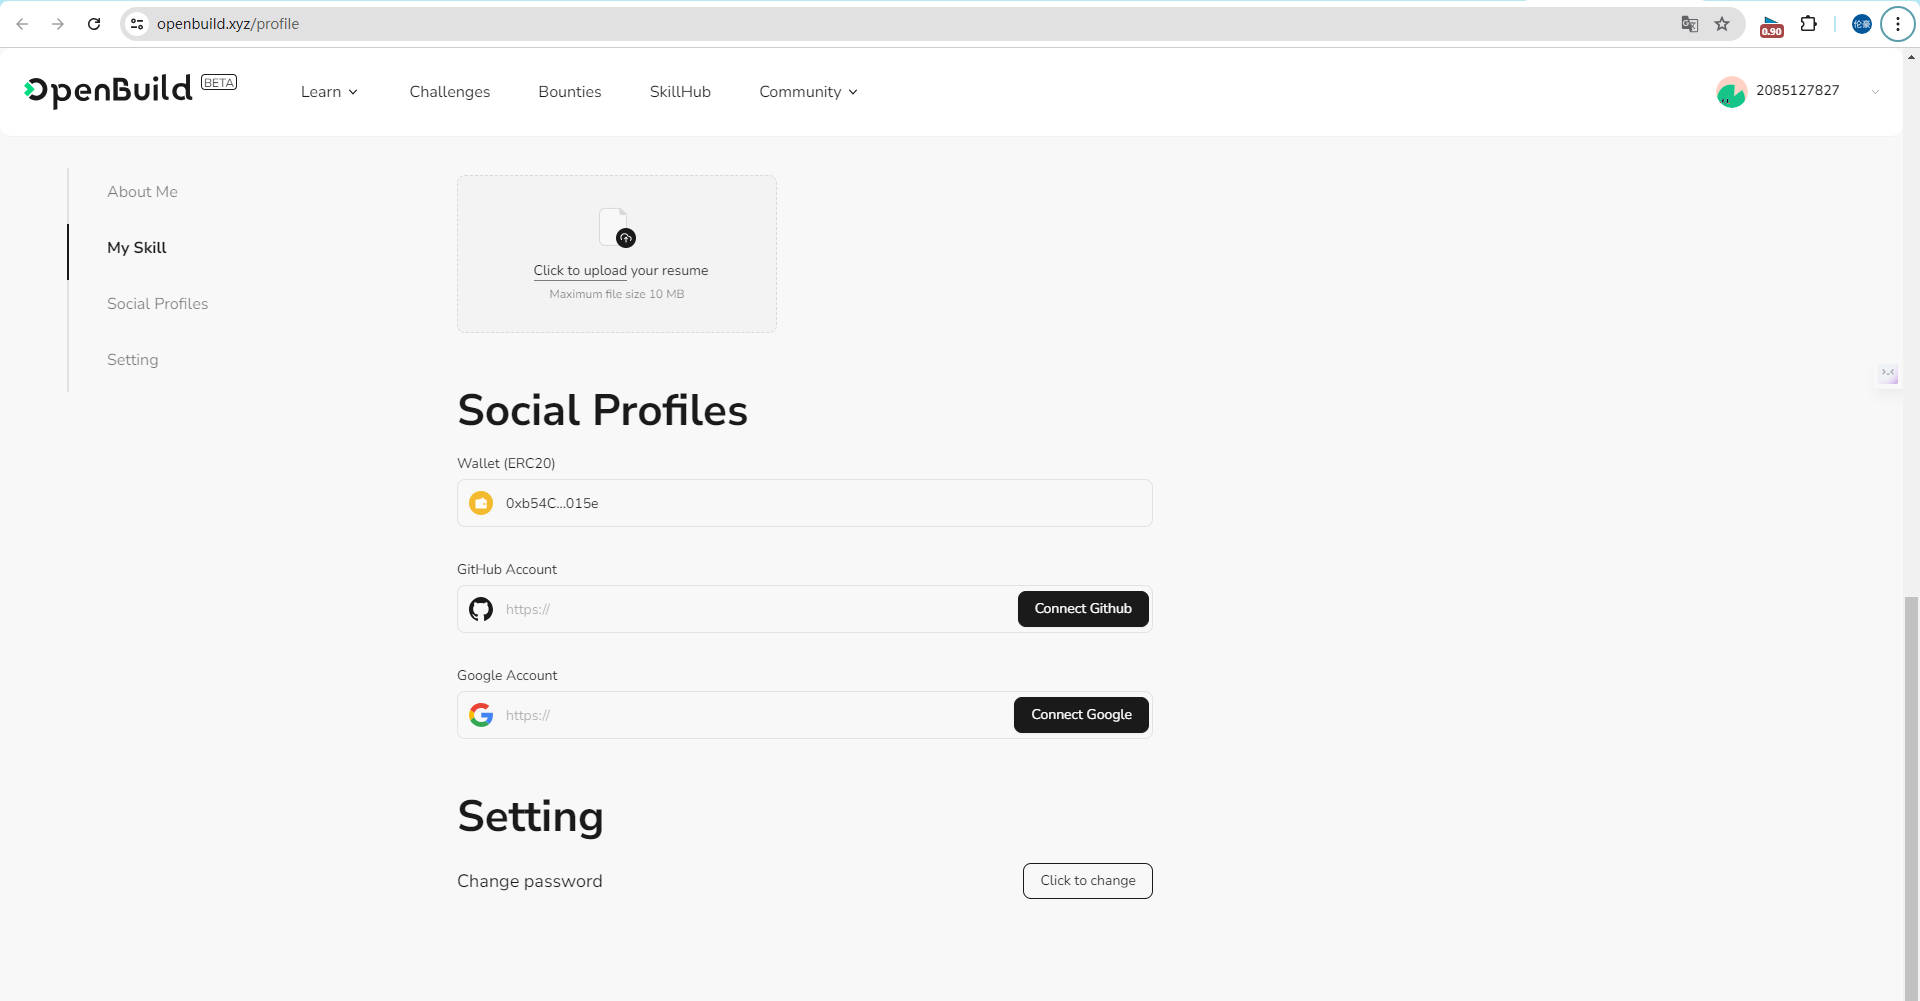 openbuild.xyz/profile
0.90
伦豪
OpenBuild BETA
Learn
Challenges
Bounties
SkillHub
Community
2085127827
About Me
My Skill
Social Profiles
Setting
Click to upload your resume
Maximum file size 10 MB
Social Profiles
Wallet (ERC20)
0xb54C...015e
GitHub Account
https://
Connect Github
Google Account
https://
Connect Google
Setting
Change password
Click to change